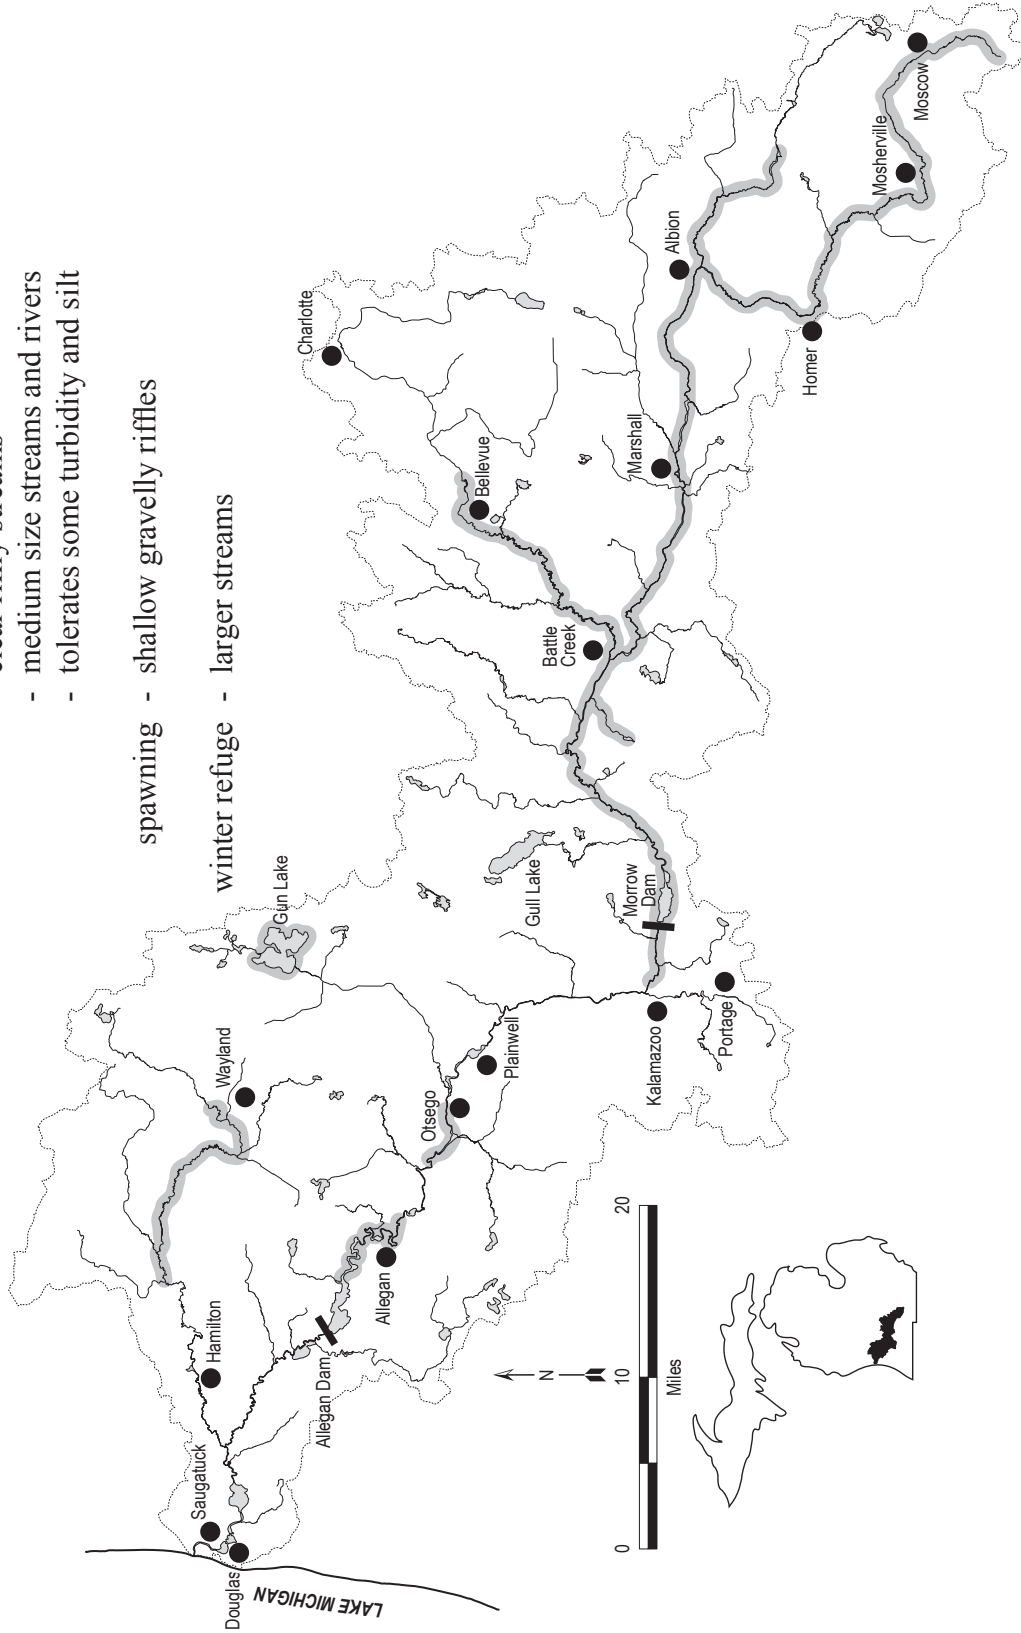 - medium size streams and rivers
- tolerates some turbidity and silt
spawning - shallow gravelly riffles
winter refuge - larger streams
Charlotte
Bellevue
Battle
Creek
Marshall
Albion
Homer
Mosherville
Moscow
Gun Lake
Gull Lake
Morrow
Dam
Wayland
Otsego
Plainwell
Kalamazoo
Portage
Hamilton
Allegan
Allegan Dam
Saugatuck
Douglas
LAKE MICHIGAN
N
0 10 20
Miles